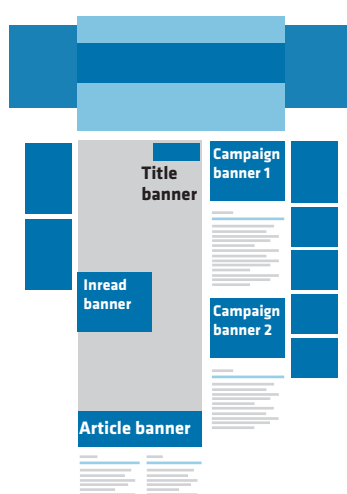 Title
banner
Campaign
banner 1
Inread
banner
Campaign
banner 2
Article banner